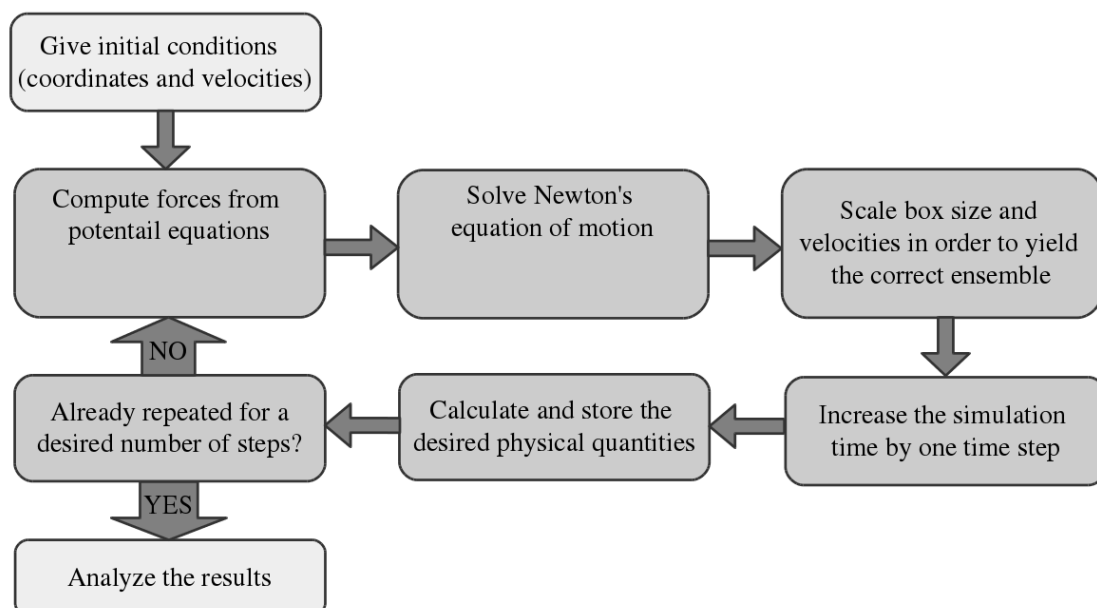 Give initial conditions
(coordinates and velocities)
Compute forces from
potentail equations
Solve Newton's
equation of motion
Scale box size and
velocities in order to yield
the correct ensemble
Increase the simulation
time by one time step
Calculate and store the
desired physical quantities
Already repeated for a
desired number of steps?
NO
YES
Analyze the results